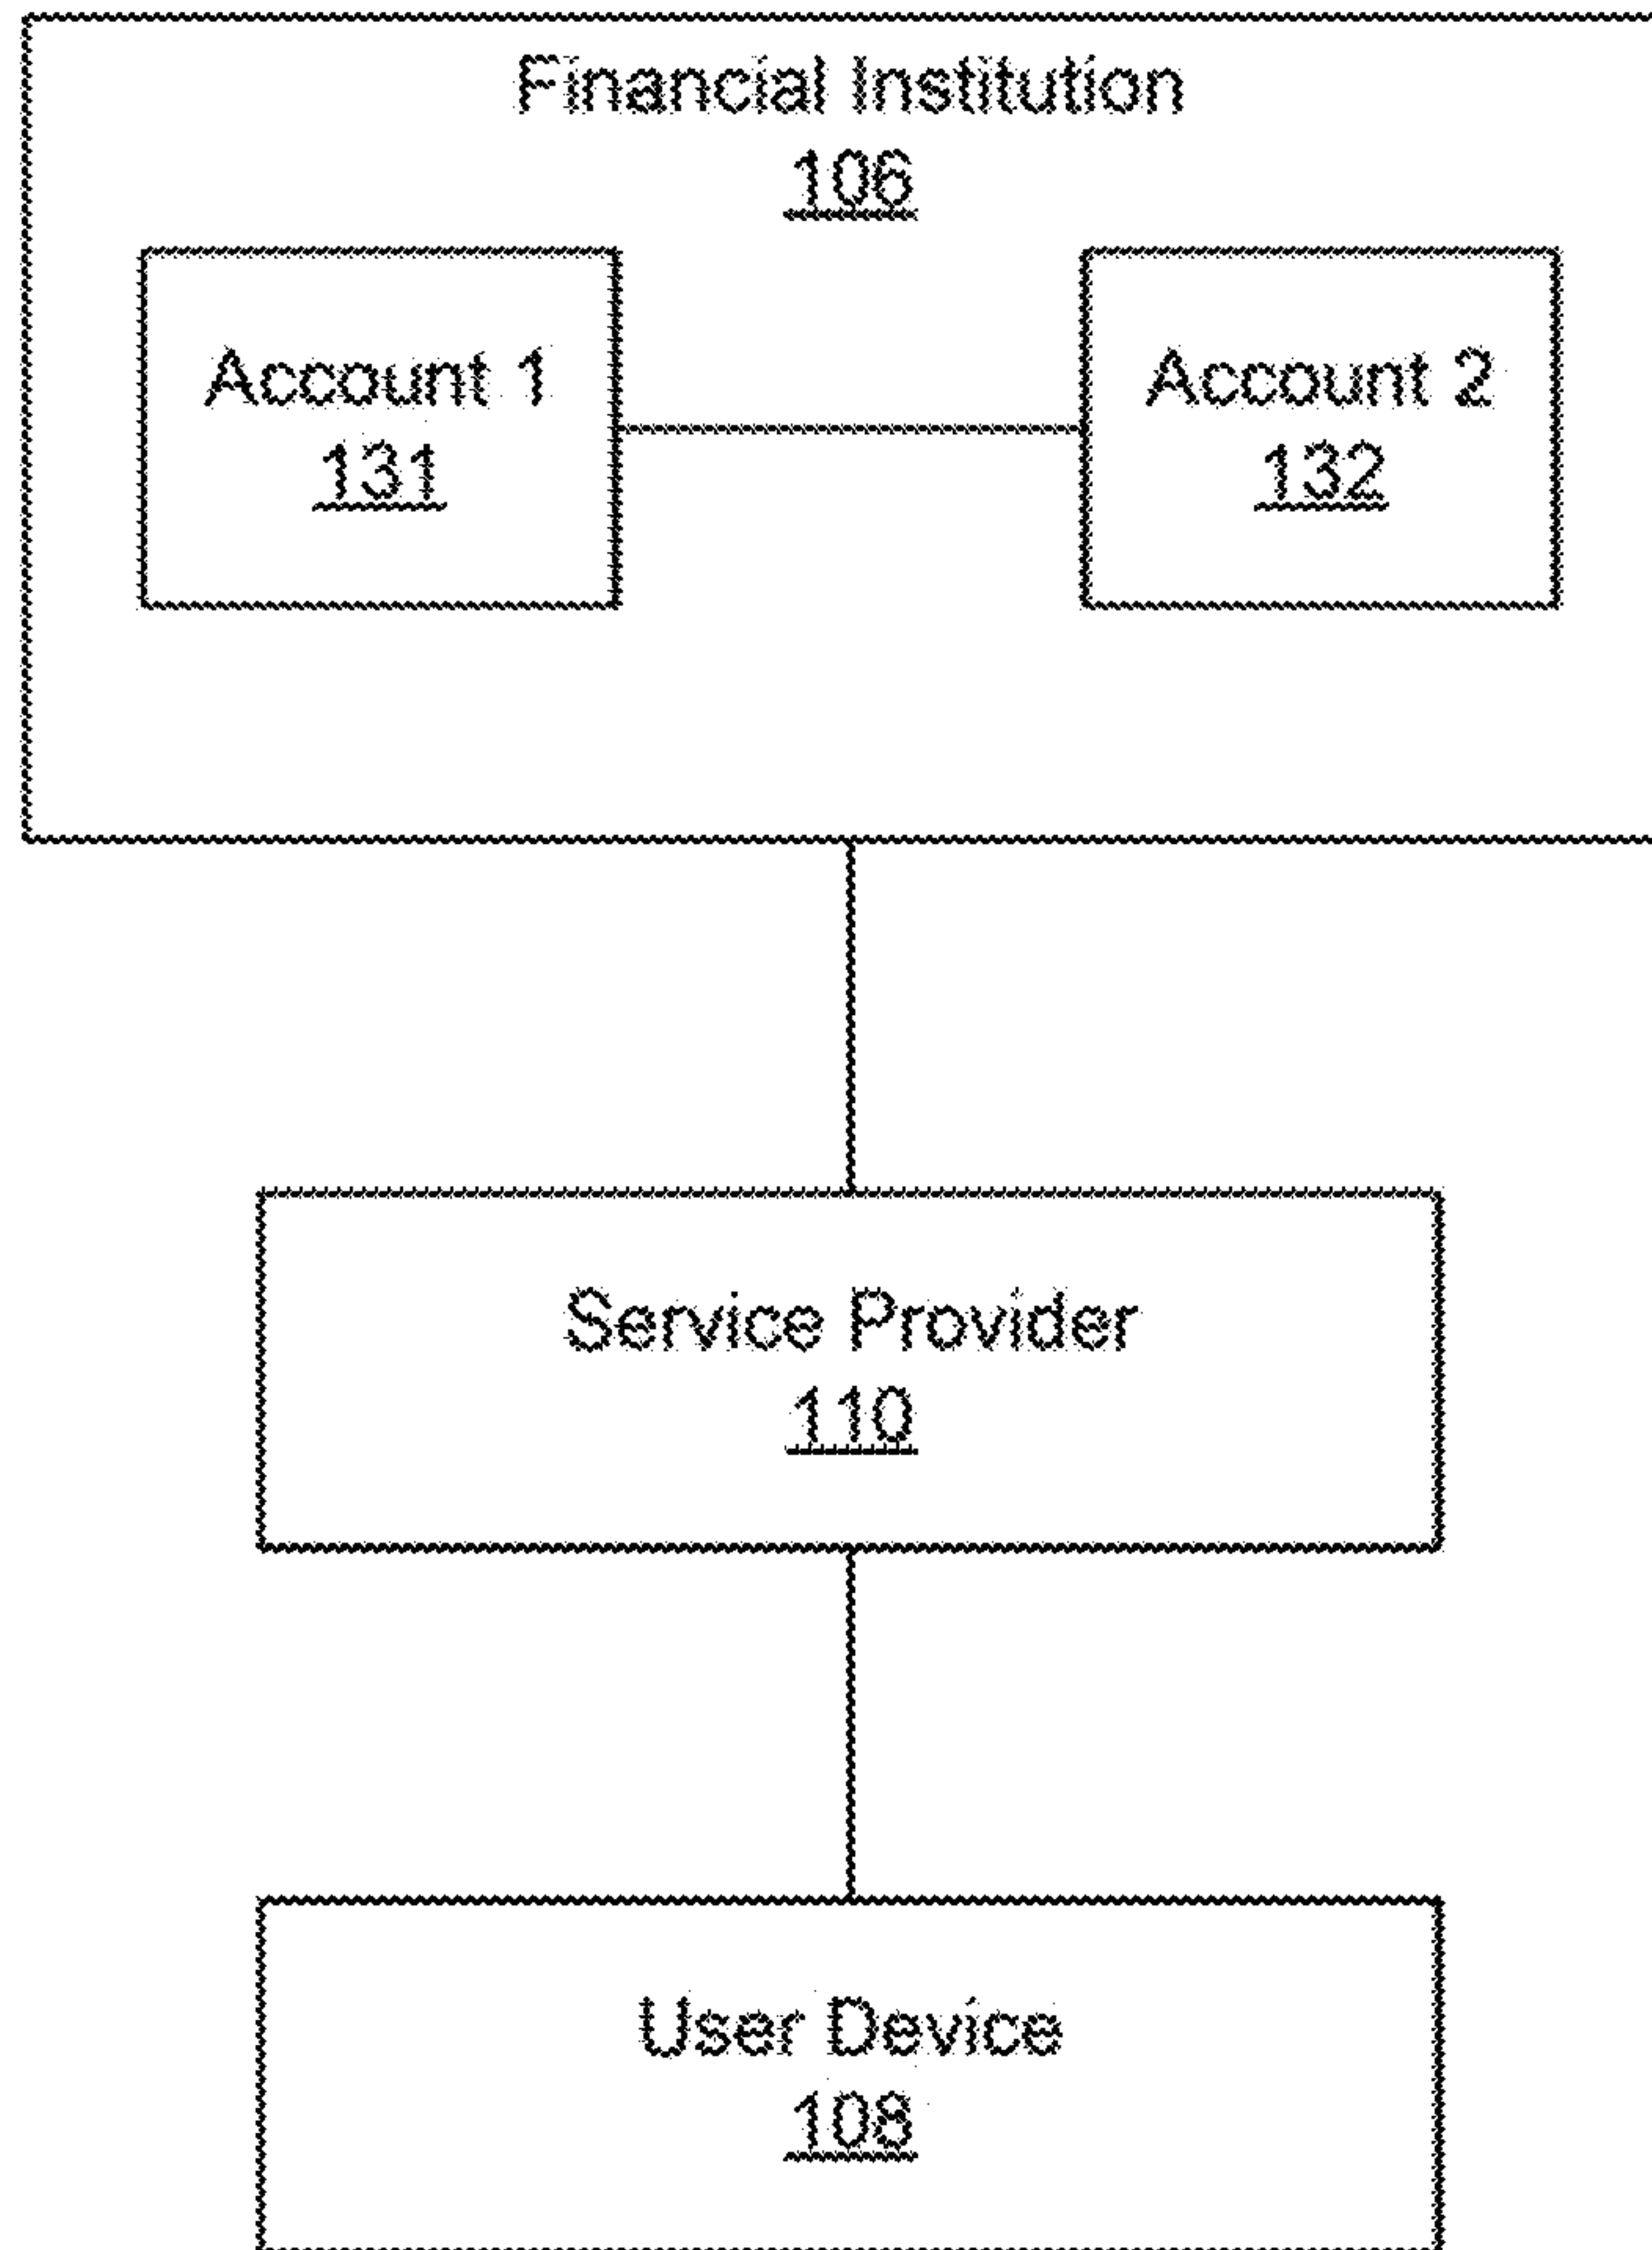 Financial Institution
106
Account 1
131
Account 2
132
Service Provider
110
User Device
108